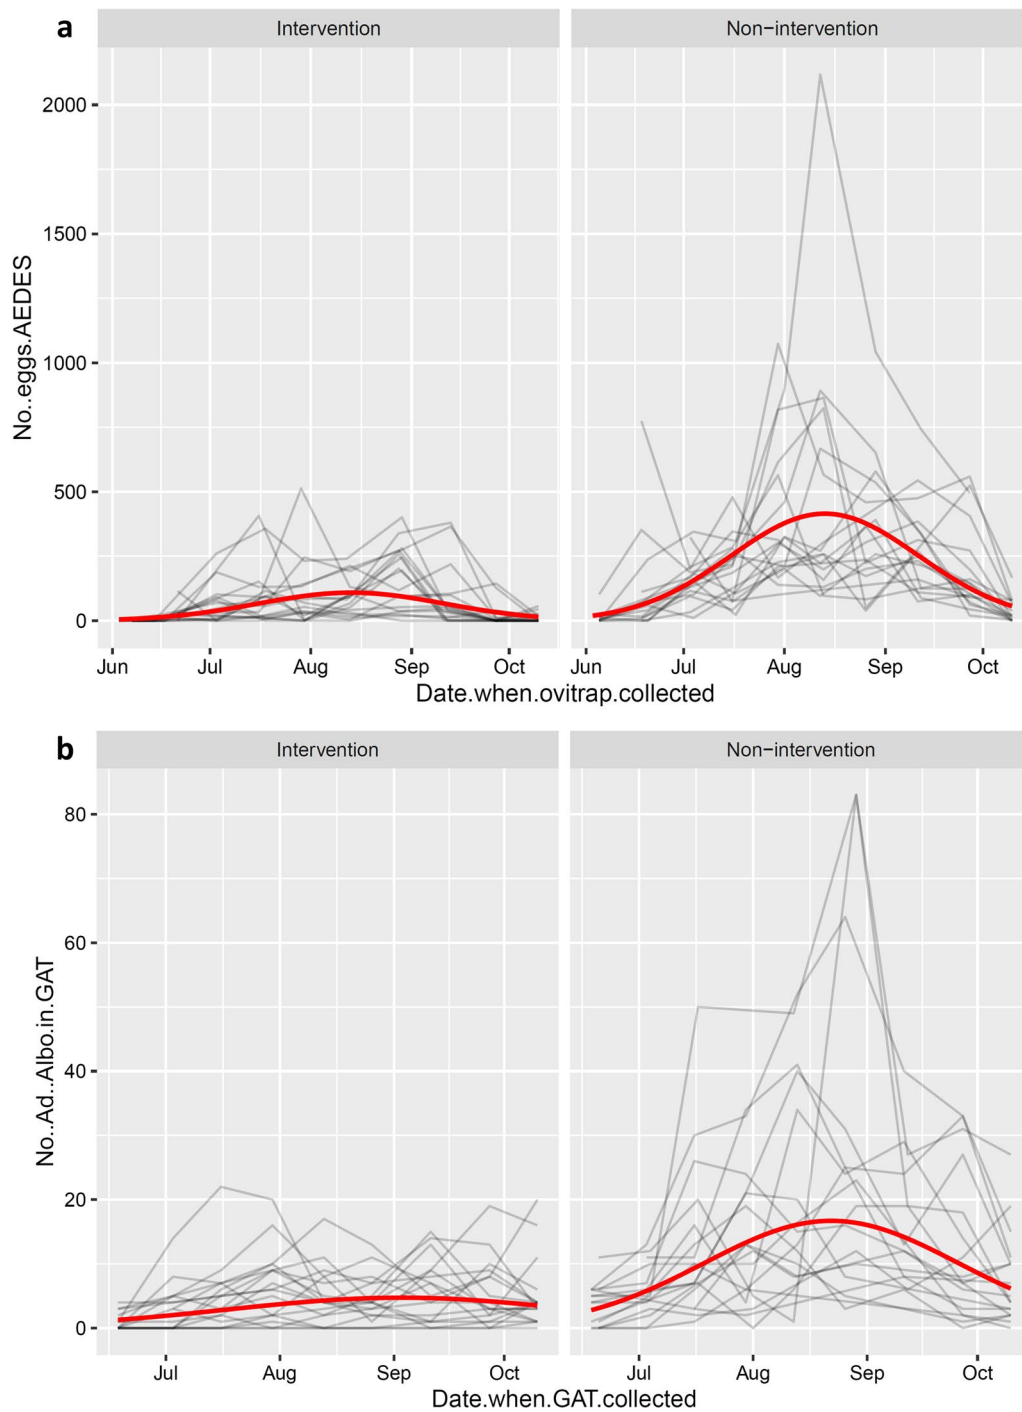 a
Intervention
Non−intervention
No..eggs.AEDES
2000
1500
1000
500
0
Jun Jul Aug Sep Oct
Jun Jul Aug Sep Oct
Date.when.ovitrap.collected
b
Intervention
Non−intervention
No..Ad..Albo.in.GAT
80
60
40
20
0
Jul Aug Sep Oct
Jul Aug Sep Oct
Date.when.GAT.collected